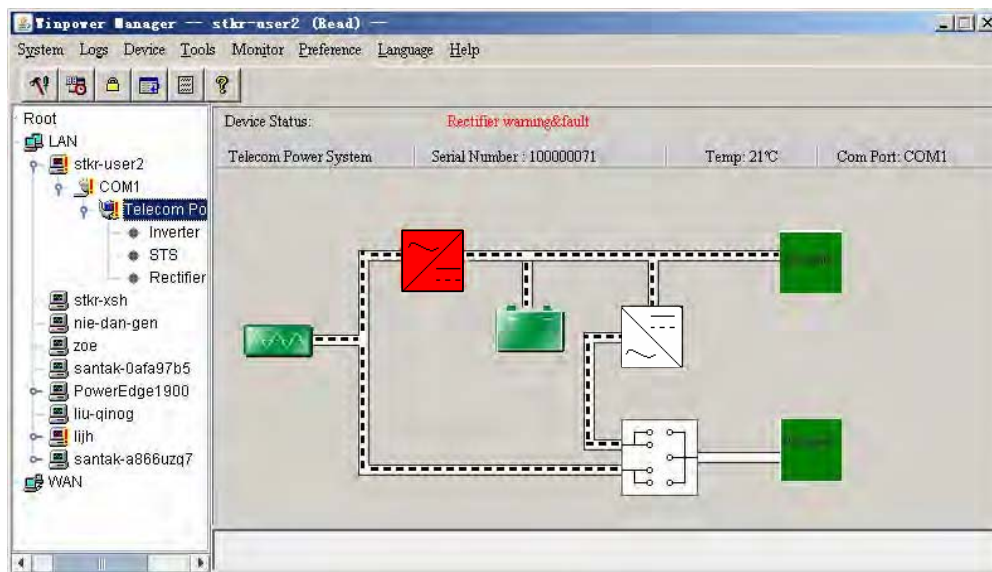 Winpower Manager -- stkr-user2 (Read) --
System Logs Device Tools Monitor Preference Language Help
Root
LAN
stkr-user2
COM1
Telecom Po
Inverter
STS
Rectifier
stkr-xsh
nie-dan-gen
zoe
santak-0afa97b5
PowerEdge1900
liu-qinog
lijh
santak-a866uzq7
WAN
Device Status: Rectifier warning&fault
Telecom Power System Serial Number : 100000071 Temp: 21℃ Com Port: COM1